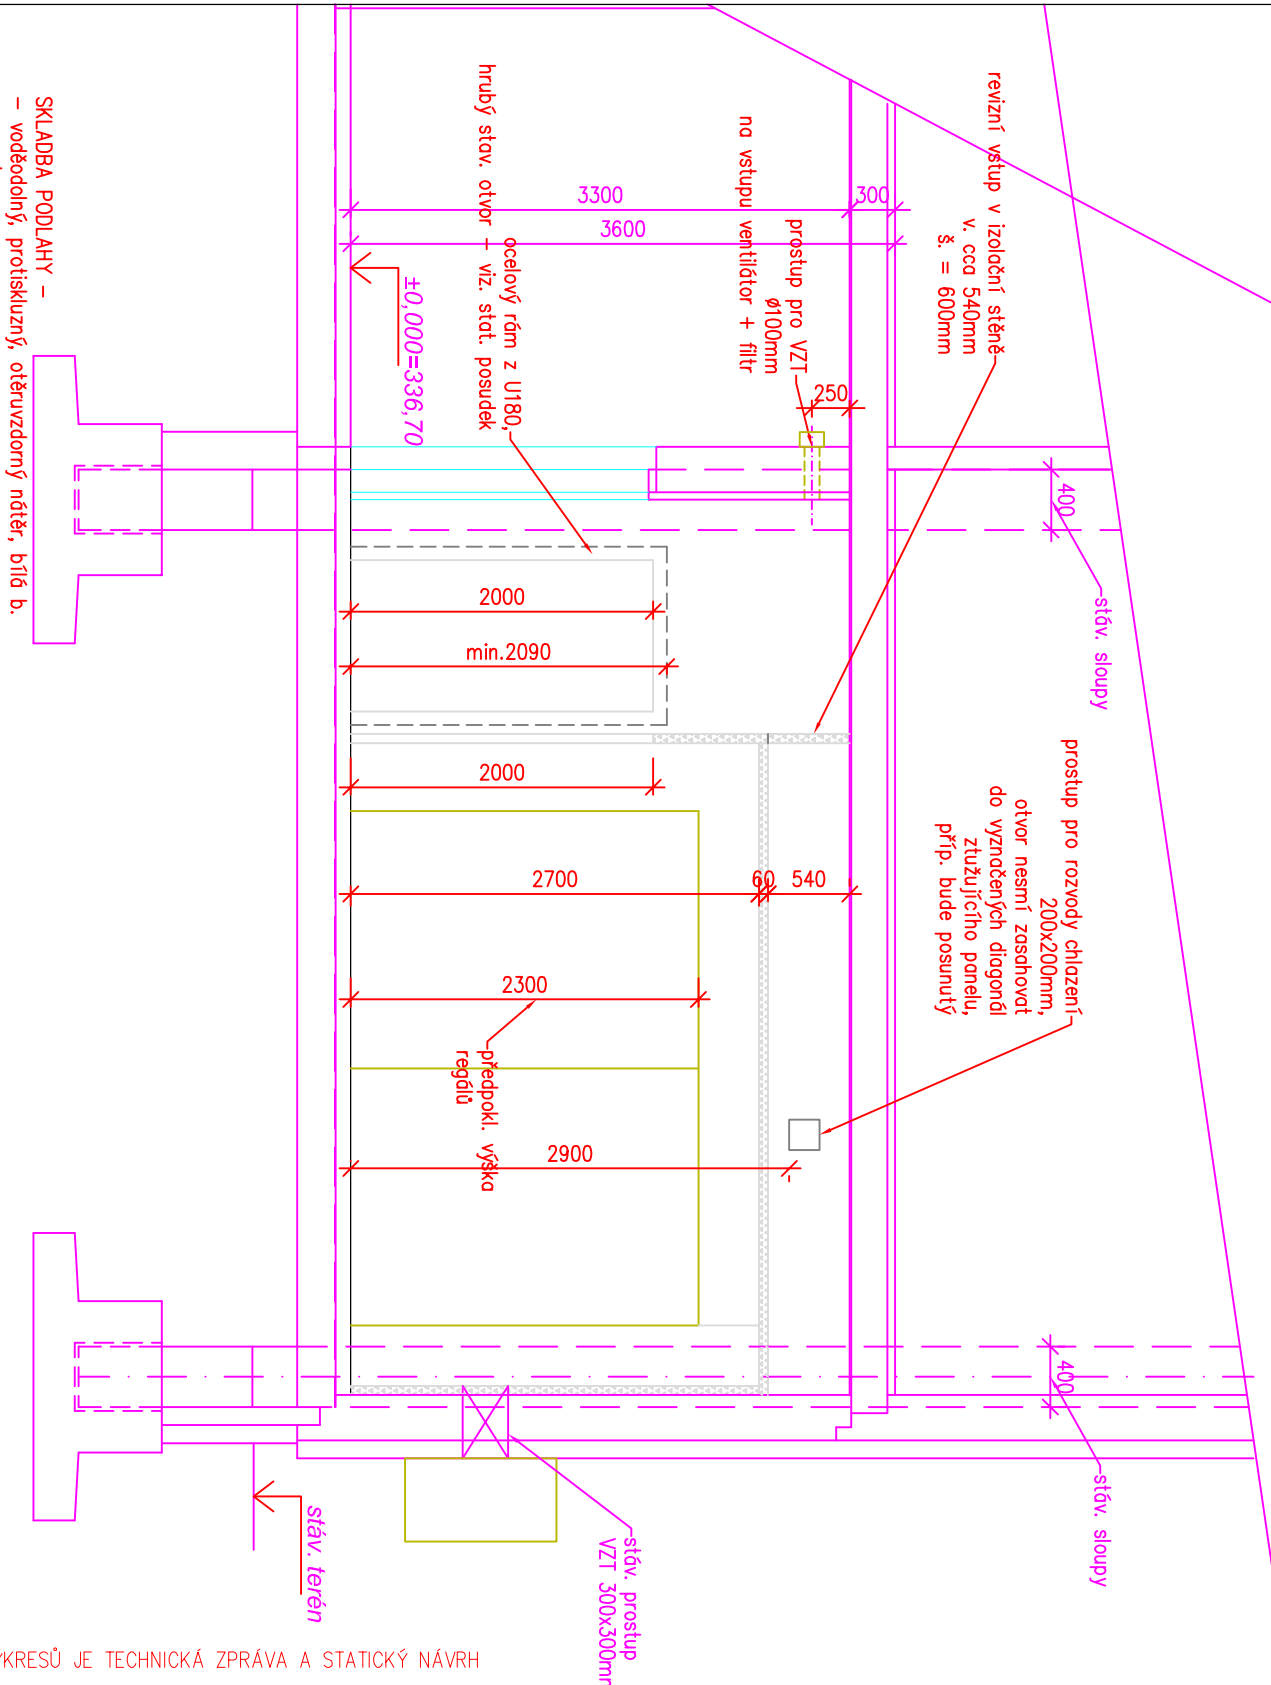 revizní vstup v izolační stěně
v. cca 540mm
š. = 600mm
prostup pro VZT
ø100mm
na vstupu ventilátor + filtr
hrubý stav. otvor – viz. stat. posudek
ocelový rám z U180,
±0,000=336,70
SKLADBA PODLAHY –
– voděodolný, protiskluzný, otěruvzdorný nátěr, bílá b.
3300
300
3600
250
400
stáv. sloupy
2000
min.2090
2000
prostup pro rozvody chlazení
200x200mm,
otvor nesmí zasahovat
do vyznačených diagonál
ztužujícího panelu,
příp. bude posunutý
2700
60
540
2300
předpokl. výška
regálů
2900
400
stáv. sloupy
stáv. prostup
VZT 300x300mm
stáv. terén
YKRESŮ JE TECHNICKÁ ZPRÁVA A STATICKÝ NÁVRH